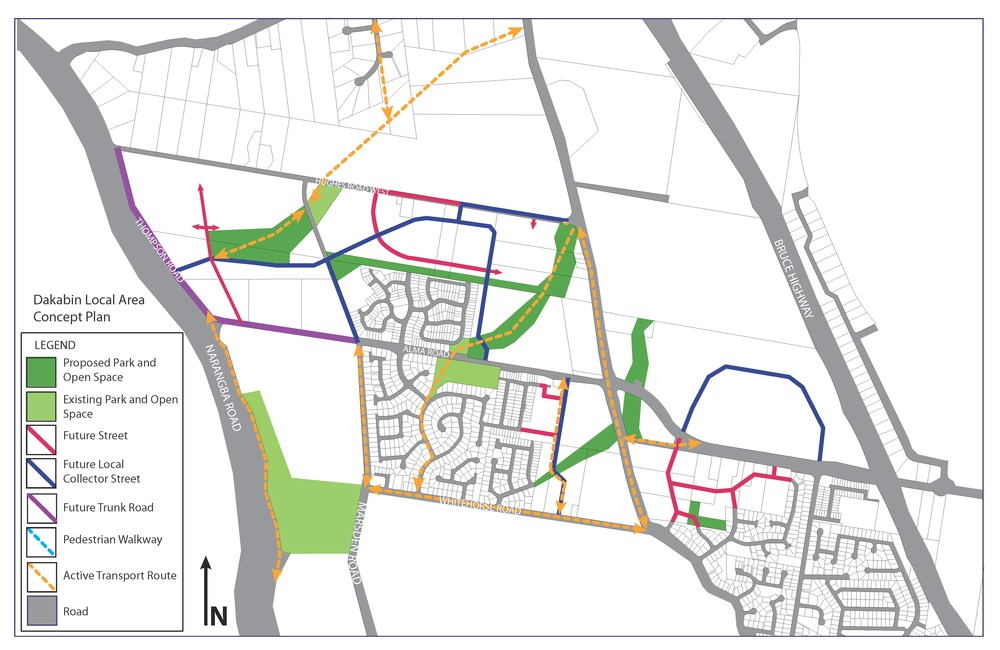 HUGHES ROAD WEST
THOMPSON ROAD
BRUCE HIGHWAY
Dakabin Local Area
Concept Plan
LEGEND
Proposed Park and
Open Space
Existing Park and Open
Space
Future Street
Future Local
Collector Street
Future Trunk Road
Pedestrian Walkway
Active Transport Route
Road
NARANGBA ROAD
ALMA ROAD
WHITEHORSE ROAD
MARSDEN ROAD
N